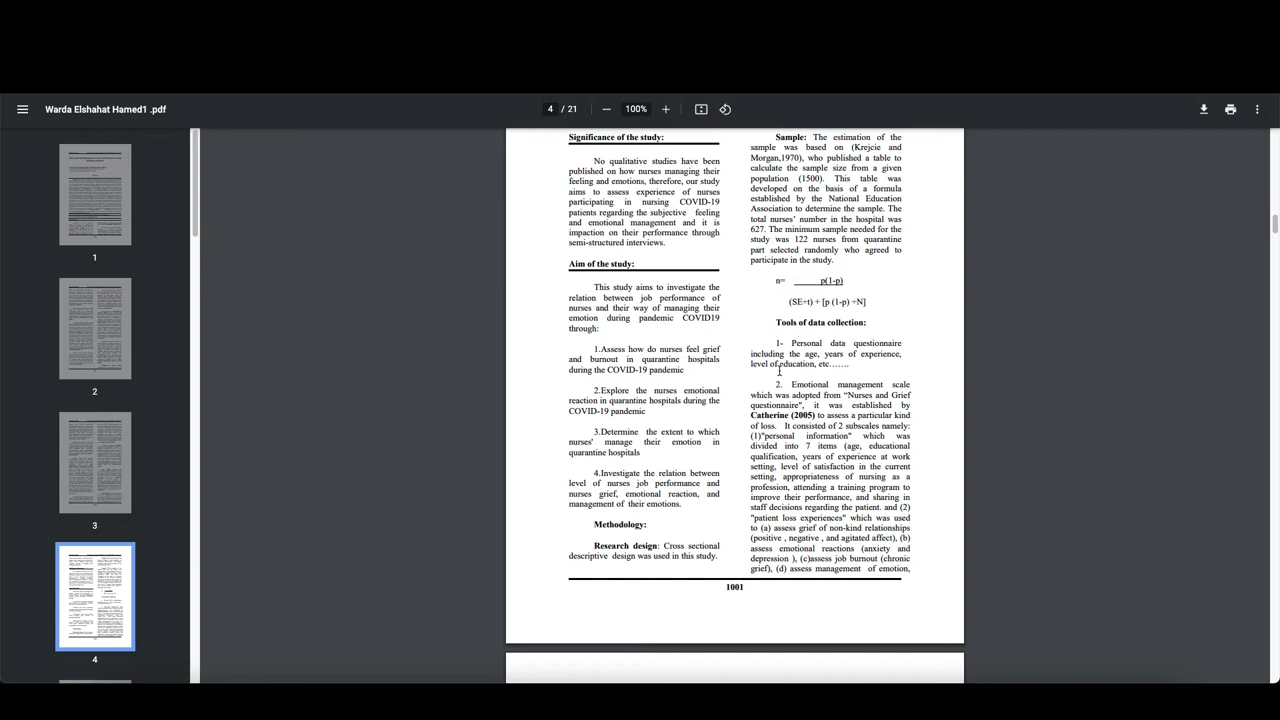 Warda Elshahat Hamed1 .pdf
4 / 21
100%
1
2
3
4
Significance of the study:
No qualitative studies have been
published on how nurses managing their
feeling and emotions, therefore, our study
aims to assess experience of nurses
participating in nursing COVID-19
patients regarding the subjective feeling
and emotional management and it is
impaction on their performance through
semi-structured interviews.
Aim of the study:
This study aims to investigate the
relation between job performance of
nurses and their way of managing their
emotion during pandemic COVID19
through:
1.Assess how do nurses feel grief
and burnout in quarantine hospitals
during the COVID-19 pandemic
2.Explore the nurses emotional
reaction in quarantine hospitals during the
COVID-19 pandemic
3.Determine the extent to which
nurses' manage their emotion in
quarantine hospitals
4.Investigate the relation between
level of nurses job performance and
nurses grief, emotional reaction, and
management of their emotions.
Methodology:
Research design: Cross sectional
descriptive design was used in this study.
Sample: The estimation of the
sample was based on (Krejcie and
Morgan,1970), who published a table to
calculate the sample size from a given
population (1500). This table was
developed on the basis of a formula
established by the National Education
Association to determine the sample. The
total nurses' number in the hospital was
627. The minimum sample needed for the
study was 122 nurses from quarantine
part selected randomly who agreed to
participate in the study.
n= p(1-p)
(SE÷t) + [p (1-p) ÷N]
Tools of data collection:
1- Personal data questionnaire
including the age, years of experience,
level of education, etc…….
2. Emotional management scale
which was adopted from “Nurses and Grief
questionnaire", it was established by
Catherine (2005) to assess a particular kind
of loss. It consisted of 2 subscales namely:
(1)"personal information" which was
divided into 7 items (age, educational
qualification, years of experience at work
setting, level of satisfaction in the current
setting, appropriateness of nursing as a
profession, attending a training program to
improve their performance, and sharing in
staff decisions regarding the patient. and (2)
"patient loss experiences" which was used
to (a) assess grief of non-kind relationships
(positive , negative , and agitated affect), (b)
assess emotional reactions (anxiety and
depression ), (c)assess job burnout (chronic
grief), (d) assess management of emotion,
1001